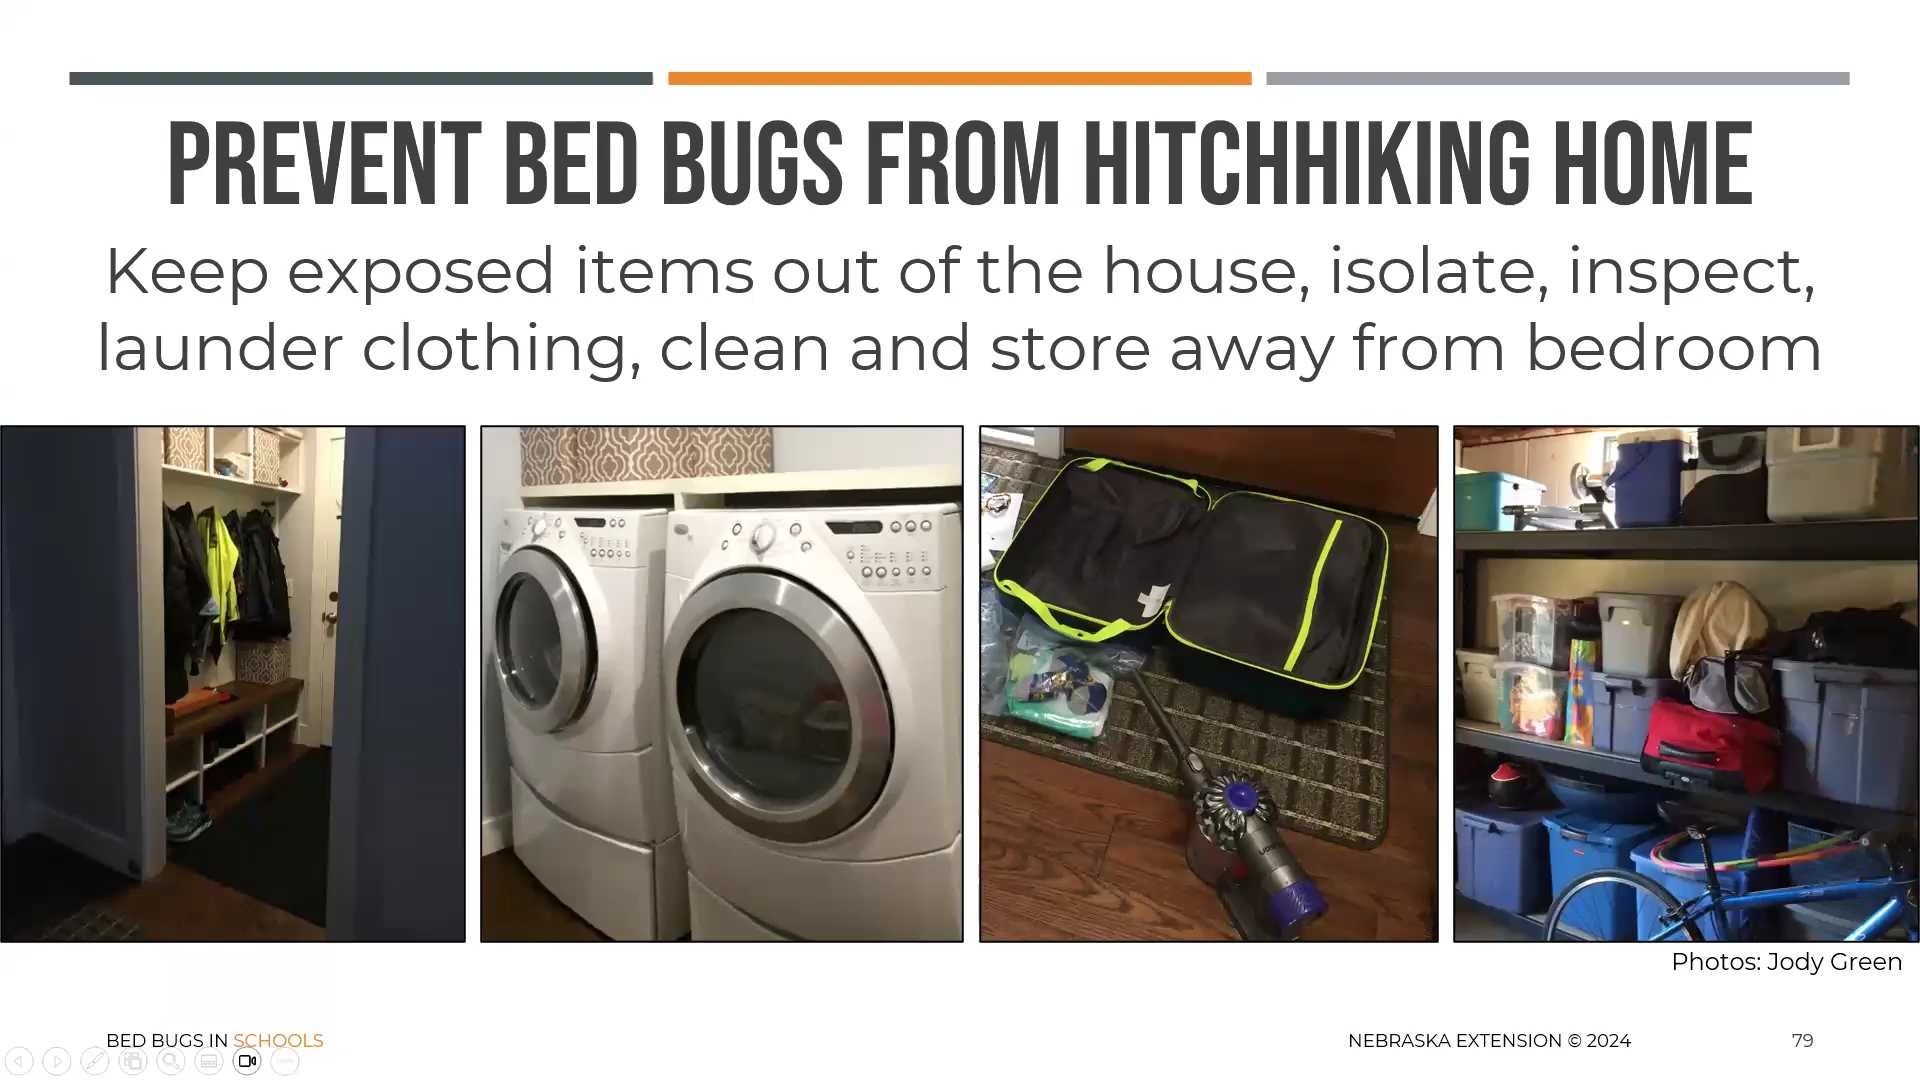 PREVENT BED BUGS FROM HITCHHIKING HOME
Keep exposed items out of the house, isolate, inspect,
launder clothing, clean and store away from bedroom
Photos: Jody Green
BED BUGS IN SCHOOLS
NEBRASKA EXTENSION © 2024
79